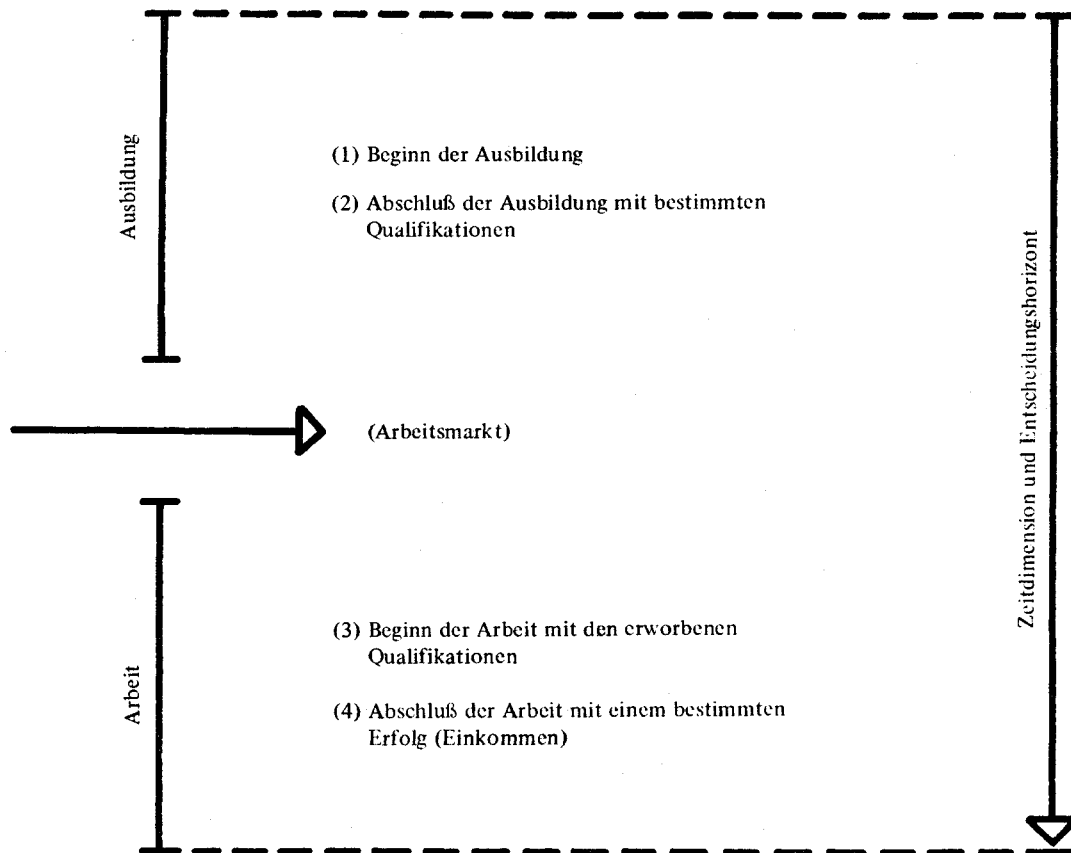 Ausbildung
(1) Beginn der Ausbildung
(2) Abschluß der Ausbildung mit bestimmten
Qualifikationen
(Arbeitsmarkt)
Zeitdimension und Entscheidungshorizont
Arbeit
(3) Beginn der Arbeit mit den erworbenen
Qualifikationen
(4) Abschluß der Arbeit mit einem bestimmten
Erfolg (Einkommen)